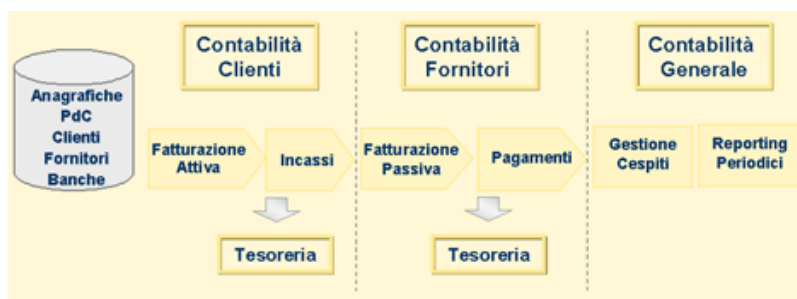 Contabilità
Clienti
Contabilità
Fornitori
Contabilità
Generale
Anagrafiche
PdC
Clienti
Fornitori
Banche
Fatturazione
Attiva
Incassi
Fatturazione
Passiva
Pagamenti
Gestione
Cespiti
Reporting
Periodici
Tesoreria
Tesoreria